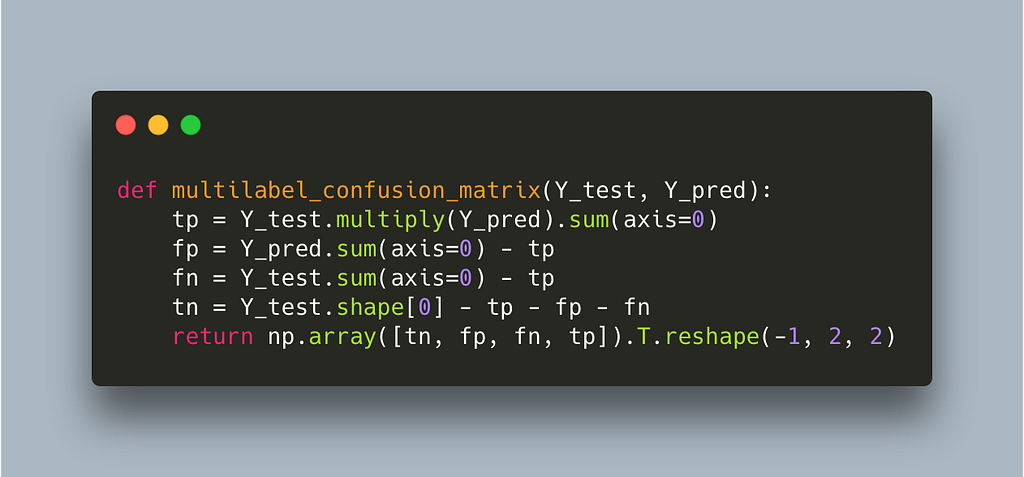 def multilabel_confusion_matrix(Y_test, Y_pred):
    tp = Y_test.multiply(Y_pred).sum(axis=0)
    fp = Y_pred.sum(axis=0) - tp
    fn = Y_test.sum(axis=0) - tp
    tn = Y_test.shape[0] - tp - fp - fn
    return np.array([tn, fp, fn, tp]).T.reshape(-1, 2, 2)